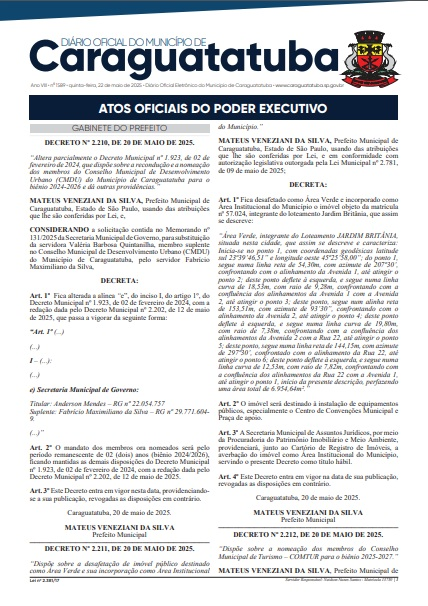 DIÁRIO OFICIAL DO MUNICÍPIO DE
Caraguatatuba
Ano VII - nº 1589 - quinta-feira, 22 de maio de 2025 - Diário Oficial Eletrônico do Município de Caraguatatuba - www.caraguatatuba.sp.gov.br
ATOS OFICIAIS DO PODER EXECUTIVO
GABINETE DO PREFEITO
DECRETO Nº 2.210, DE 20 DE MAIO DE 2025.
“Altera parcialmente o Decreto Municipal nº 1.923, de 02 de
fevereiro de 2024, que dispõe sobre a recondução e a nomeação
dos membros do Conselho Municipal de Desenvolvimento
Urbano (CMDU) do Município de Caraguatatuba para o
biênio 2024-2026 e dá outras providências.”
MATEUS VENEZIANI DA SILVA, Prefeito Municipal de
Caraguatatuba, Estado de São Paulo, usando das atribuições
que lhe são conferidas por Lei, e,
CONSIDERANDO a solicitação contida no Memorando nº
131/2025 da Secretaria Municipal de Governo, para substituição
da servidora Valéria Barbosa Quintanilha, membro suplente
no Conselho Municipal de Desenvolvimento Urbano (CMDU)
do Município de Caraguatatuba, pelo servidor Fabrício
Maximiliano da Silva,
DECRETA:
Art. 1º Fica alterada a alínea “e”, do inciso I, do artigo 1º, do
Decreto Municipal nº 1.923, de 02 de fevereiro de 2024, com a
redação dada pelo Decreto Municipal nº 2.202, de 12 de maio
de 2025, que passa a vigorar da seguinte forma:
“Art. 1º (...)
(...)
I – (...):
(...)
e) Secretaria Municipal de Governo:
Titular: Anderson Mendes – RG nº 22.054.757
Suplente: Fabrício Maximiliano da Silva – RG nº 29.771.604-
9.
(...)”
Art. 2º O mandato dos membros ora nomeados será pelo
período remanescente de 02 (dois) anos (biênio 2024/2026),
ficando mantidas as demais disposições do Decreto Municipal
nº 1.923, de 02 de fevereiro de 2024, com a redação dada pelo
Decreto Municipal nº 2.202, de 12 de maio de 2025.
Art. 3º Este Decreto entra em vigor nesta data, providenciando-
se a sua publicação, revogadas as disposições em contrário.
Caraguatatuba, 20 de maio de 2025.
MATEUS VENEZIANI DA SILVA
Prefeito Municipal
DECRETO Nº 2.211, DE 20 DE MAIO DE 2025.
“Dispõe sobre a desafetação de imóvel público destinado
como Área Verde e sua incorporação como Área Institucional
do Município.”
MATEUS VENEZIANI DA SILVA, Prefeito Municipal de
Caraguatatuba, Estado de São Paulo, usando das atribuições
que lhe são conferidas por Lei, e em conformidade com
autorização legislativa outorgada pela Lei Municipal nº 2.781,
de 09 de maio de 2025;
DECRETA:
Art. 1º Fica desafetado como Área Verde e incorporado como
Área Institucional do Município o imóvel objeto da matrícula
nº 57.024, integrante do loteamento Jardim Britânia, que assim
se descreve:
“Área Verde, integrante do Loteamento JARDIM BRITÂNIA,
situada nesta cidade, que assim se descreve e caracteriza:
Inicia-se no ponto 1, com coordenadas geodésicas latitude
segue numa linha reta de 54,39m, com azimute de 207º30',
confrontando com o alinhamento da Avenida 1, até atingir o
ponto 2; deste ponto deflete à esquerda, e segue numa linha
curva de 18,53m, com raio de 9,28m, confrontando com a
confluência do alinhamento da Avenida 1 com a Avenida
2, até atingir o ponto 3; deste ponto, segue num alinha reta
de 153,51m, com azimute de 93º30'', confrontando com o
alinhamento da Avenida 2, até atingir o ponto 4; deste ponto
deflete à esquerda, e segue numa linha curva de 19,80m,
com raio de 7,38m, confrontando com a confluência dos
alinhamentos da Avenida 2 com a Rua 22, até atingir o ponto
5; deste ponto, segue numa linha reta de 144,15m, com azimute
de 297º30', confrontando com o alinhamento da Rua 22, até
atingir o ponto 6; deste ponto deflete à esquerda, e segue numa
linha curva de 12,53m, com raio de 7,82m, confrontando com
a confluência dos alinhamentos da Rua 22 com a Avenida 1,
até atingir o ponto 1, início da presente descrição, perfazendo
uma área total de 6.954,64m².”
Art. 2º O imóvel será destinado à instalação de equipamentos
públicos, especialmente o Centro de Convenções Municipal e
Praça de apoio.
Art. 3º A Secretaria Municipal de Assuntos Jurídicos, por meio
da Procuradoria do Patrimônio Imobiliário e Meio Ambiente,
providenciará, junto ao Cartório de Registro de Imóveis, a
averbação do imóvel como Área Institucional do Município,
servindo o presente Decreto como título hábil.
Art. 4º Este Decreto entra em vigor na data de sua publicação,
revogadas as disposições em contrário.
Caraguatatuba, 20 de maio de 2025.
MATEUS VENEZIANI DA SILVA
Prefeito Municipal
DECRETO Nº 2.212, DE 20 DE MAIO DE 2025.
“Dispõe sobre a nomeação dos membros do Conselho
Municipal de Turismo – COMTUR para o biênio 2025-2027.”
MATEUS VENEZIANI DA SILVA, Prefeito Municipal de
Lei nº 2.381/17